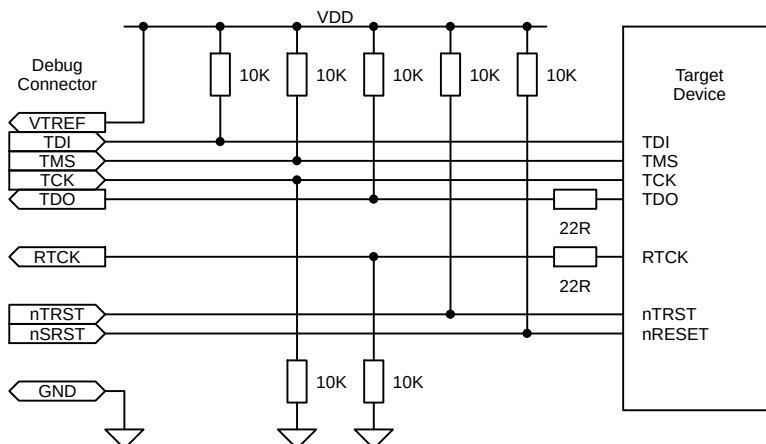 VDD
Debug
Connector
10K
10K
10K
10K
10K
Target
Device
VTREF
TDI
TDI
TMS
TMS
TCK
TCK
TDO
TDO
22R
RTCK
RTCK
22R
nTRST
nTRST
nSRST
nRESET
GND
10K
10K